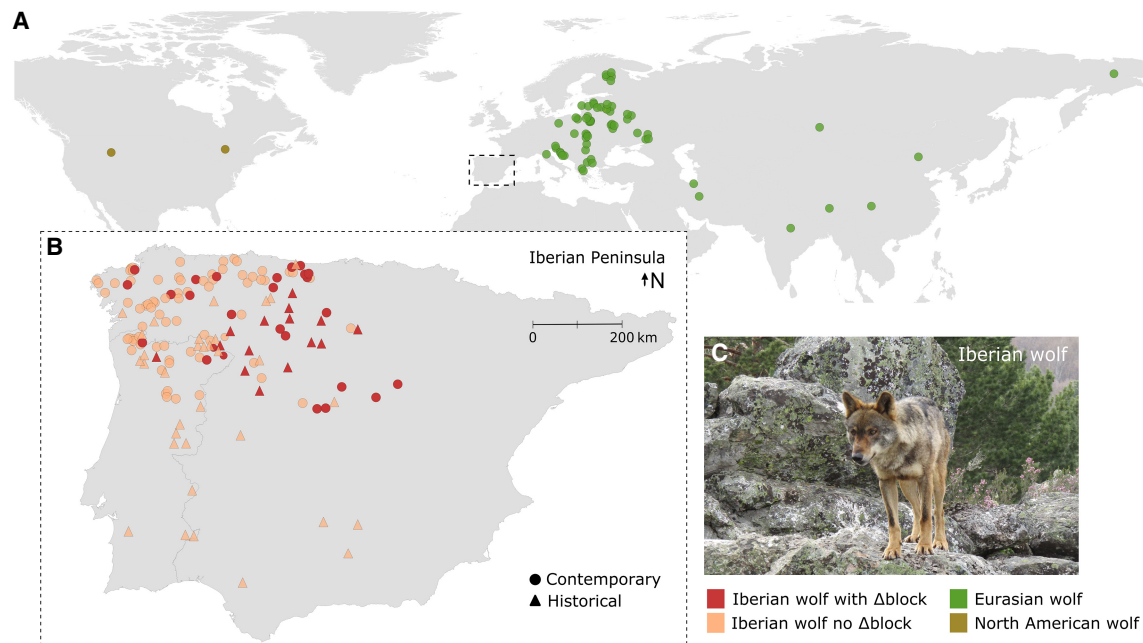 A
B
Iberian Peninsula
N
200 km
0
Contemporary
Historical
C
Iberian wolf
Iberian wolf with Δblock
Eurasian wolf
Iberian wolf no Δblock
North American wolf